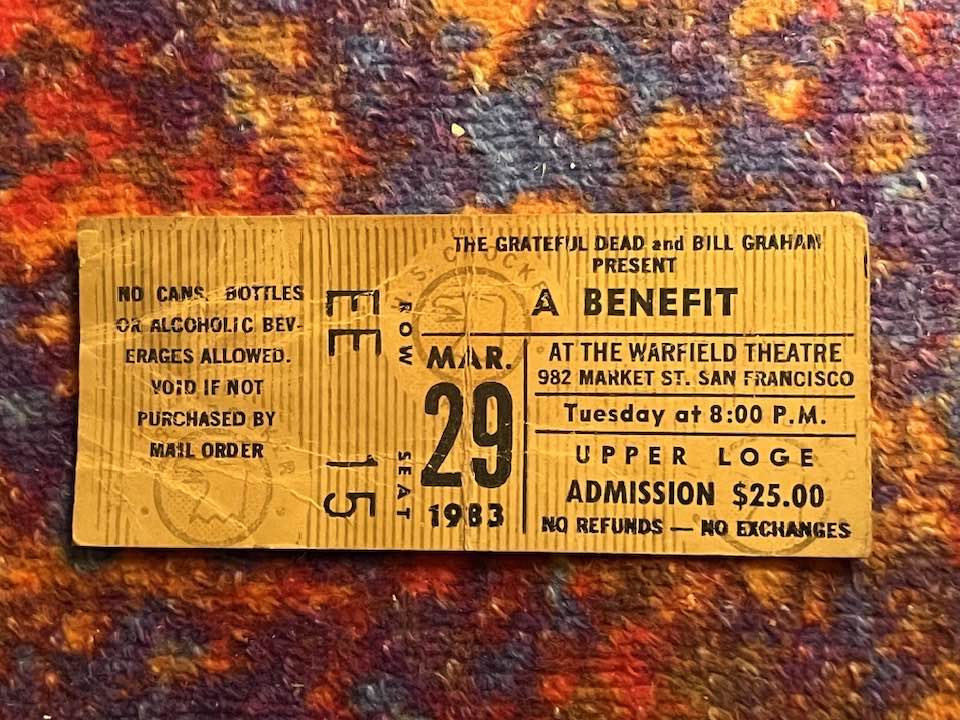 NO CANS, BOTTLES
OR ALCOHOLIC BEV-
ERAGES ALLOWED.
VOID IF NOT
PURCHASED BY
MAIL ORDER
EE
ROW
15
SEAT
THE GRATEFUL DEAD and BILL GRAHAM
PRESENT
A BENEFIT
MAR.
29
1983
AT THE WARFIELD THEATRE
982 MARKET ST. SAN FRANCISCO
Tuesday at 8:00 P.M.
UPPER LOGE
ADMISSION $25.00
NO REFUNDS — NO EXCHANGES